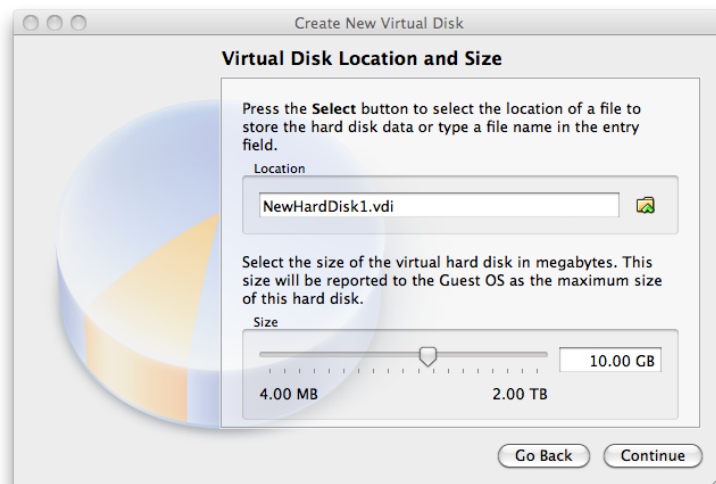 Create New Virtual Disk
Virtual Disk Location and Size
Press the Select button to select the location of a file to
store the hard disk data or type a file name in the entry
field.
Location
NewHardDisk1.vdi
Select the size of the virtual hard disk in megabytes. This
size will be reported to the Guest OS as the maximum size
of this hard disk.
Size
10.00 GB
4.00 MB 2.00 TB
Go Back Continue